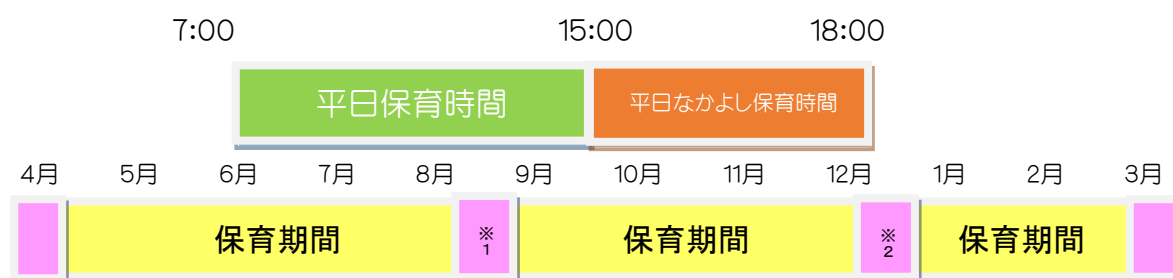 7:00 15:00 18:00
平日保育時間 平日なかよし保育時間
4月 5月 6月 7月 8月 9月 10月 11月 12月 1月 2月 3月
保育期間 ※1 保育期間 ※2 保育期間